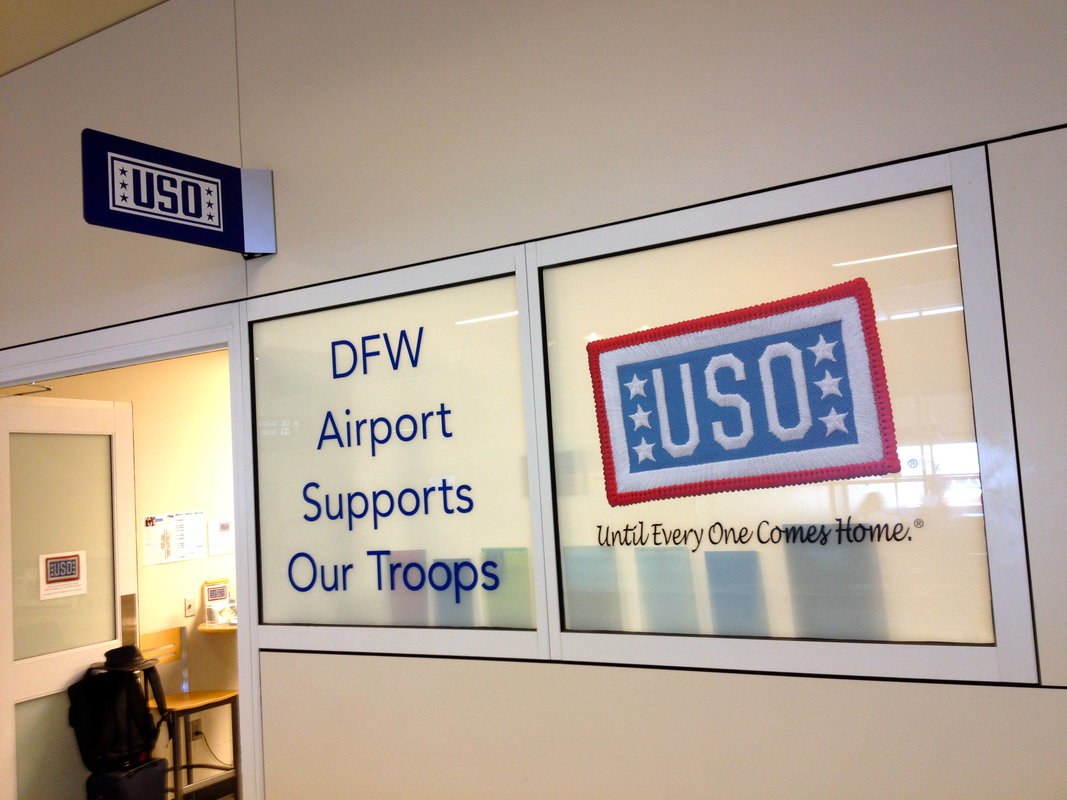 USO
DFW
Airport
Supports
Our Troops
USO
®
Until Every One Comes Home.®
USO